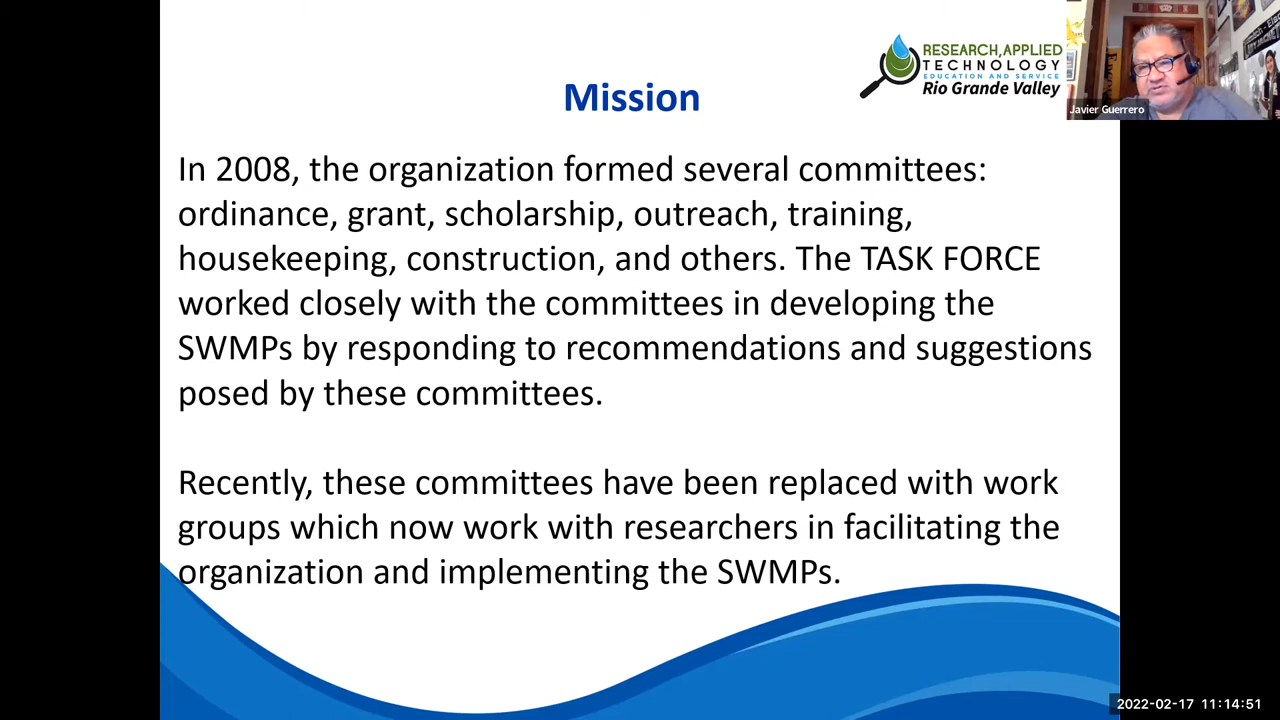 RESEARCH, APPLIED
TECHNOLOGY
EDUCATION AND SERVICE
Rio Grande Valley
Javier Guerrero
Mission
In 2008, the organization formed several committees:
ordinance, grant, scholarship, outreach, training,
housekeeping, construction, and others. The TASK FORCE
worked closely with the committees in developing the
SWMPs by responding to recommendations and suggestions
posed by these committees.
Recently, these committees have been replaced with work
groups which now work with researchers in facilitating the
organization and implementing the SWMPs.
2022-02-17 11:14:51